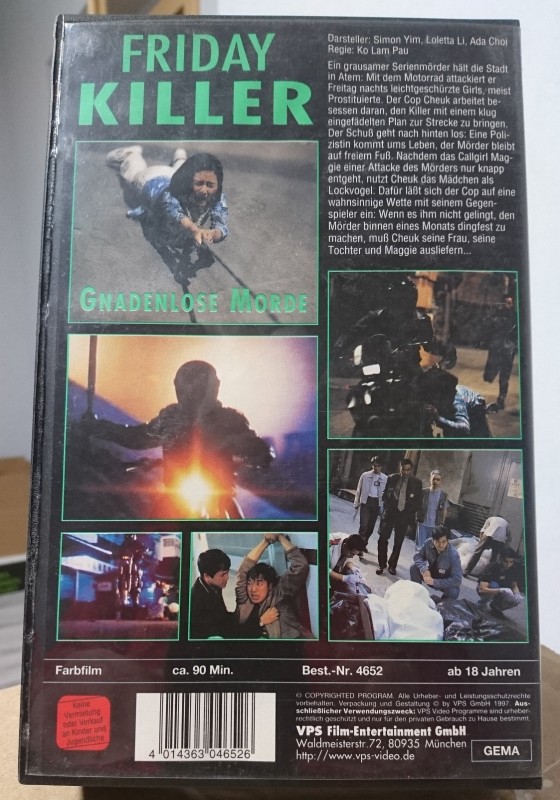 FRIDAY
KILLER
Darsteller: Simon Yim, Loletta Li, Ada Choi
Regie: Ko Lam Pau
Ein grausamer Serienmörder hält die Stadt
in Atem: Mit dem Motorrad attackiert er
Freitag nachts leichtgeschürzte Girls, meist
Prostituierte. Der Cop Cheuk arbeitet be-
sessen daran, den Killer mit einem klug
eingefädelten Plan zur Strecke zu bringen.
Der Schuß geht nach hinten los: Eine Poli-
zistin kommt ums Leben, der Mörder bleibt
auf freiem Fuß. Nachdem das Callgirl Mag-
gie einer Attacke des Mörders nur knapp
entgeht, nutzt Cheuk das Mädchen als
Lockvogel. Dafür läßt sich der Cop auf eine
wahnsinnige Wette mit seinem Gegen-
spieler ein: Wenn es ihm nicht gelingt, den
Mörder binnen eines Monats dingfest zu
machen, muß Cheuk seine Frau, seine
Tochter und Maggie ausliefern...
GNADENLOSE MORDE
Farbfilm ca. 90 Min. Best.-Nr. 4652 ab 18 Jahren
Keine
Vermietung
oder Verkauf
an Kinder und
Jugendliche
4 014363 046526
© COPYRIGHTED PROGRAM. Alle Urheber- und Leistungsschutzrechte
vorbehalten. Verpackung und Gestaltung © by VPS GmbH 1997. Aus-
schließlicher Verwendungszweck: VPS Video Programme sind urheber-
rechtlich geschützt und nur für den privaten Gebrauch zu Hause bestimmt.
VPS Film-Entertainment GmbH
Waldmeisterstr. 72, 80935 München
http://www.vps-video.de
GEMA